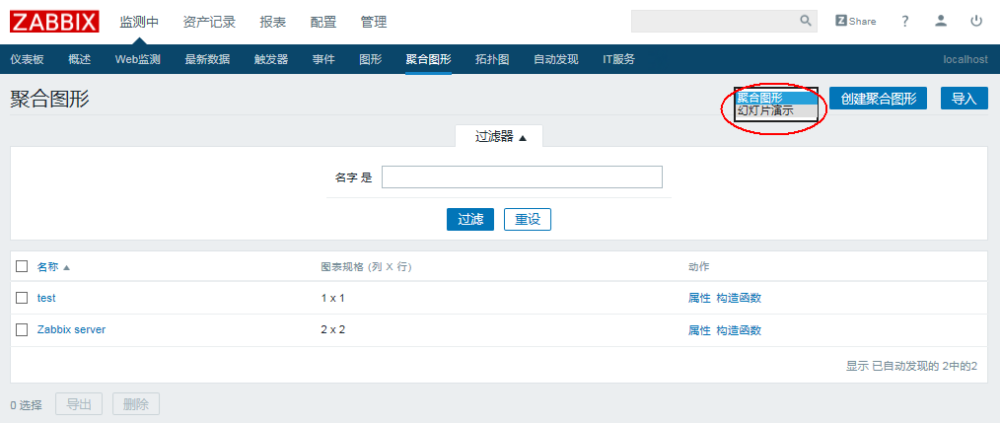 ZABBIX 监测中 资产记录 报表 配置 管理 Z Share ?
仪表板 概述 Web监测 最新数据 触发器 事件 图形 聚合图形 拓扑图 自动发现 IT服务 localhost
聚合图形 聚合图形 创建聚合图形 导入
幻灯片演示
过滤器
名字 是
过滤 重设
名称 图表规格 (列 X 行) 动作
test 1 x 1 属性 构造函数
Zabbix server 2 x 2 属性 构造函数
显示 已自动发现的 2中的2
0 选择 导出 删除